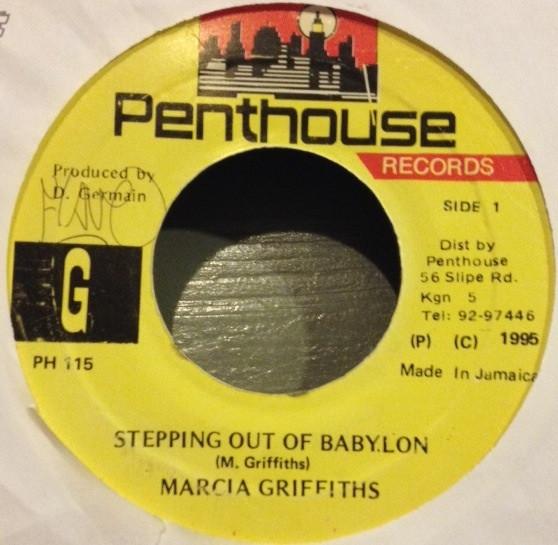 Penthouse
RECORDS
Produced by
D. Germain
SIDE 1
G
Dist by
Penthouse
56 Slipe Rd.
Kgn 5
Tel: 92-97446
(P) (C) 1995
PH 115
Made In Jamaica
STEPPING OUT OF BABYLON
(M. Griffiths)
MARCIA GRIFFITHS